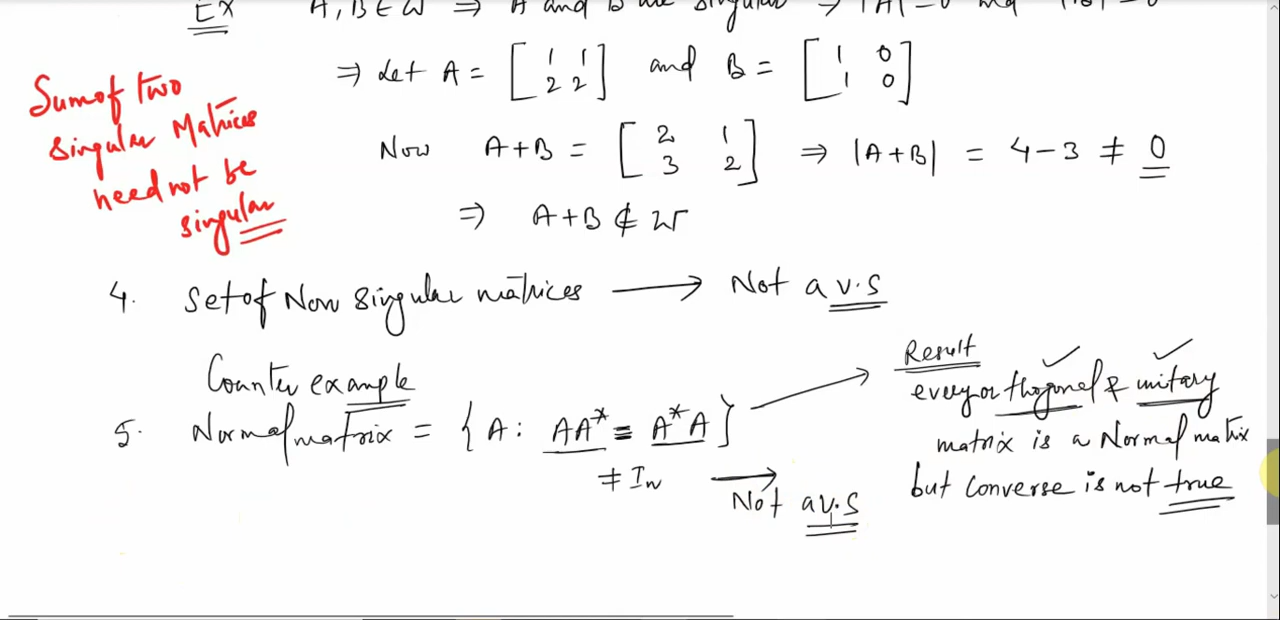 Ex A, B ∈ W ⇒ A and B are singular ⇒ |A| = 0 and |B| = 0
⇒ Let A = [1 1; 2 2] and B = [1 0; 1 0]
Sum of two
singular Matrices
need not be
singular
Now A+B = [2 1; 3 2] ⇒ |A+B| = 4-3 ≠ 0
⇒ A+B ∉ W
4. Set of Non singular matrices → Not a v.s
Counter example
5. Normal matrix = { A : AA* = A*A }
≠ In → Not a v.s
Result
every orthogonal & unitary
matrix is a Normal matrix
but converse is not true